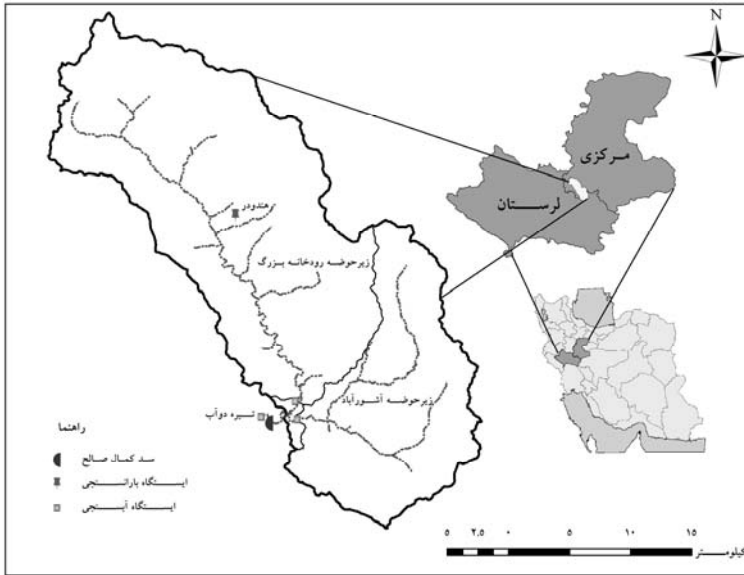 N
مرکزی
لرستان
هندودر
زیرحوضه رودخانه بزرگ
زیرحوضه آشورآباد
تیره دوآب
راهنما
سد کمال صالح
ایستگاه بارانسنجی
ایستگاه آبسنجی
۵ ۲٫۵ ۰ ۵ ۱۰ ۱۵
کیلومتر